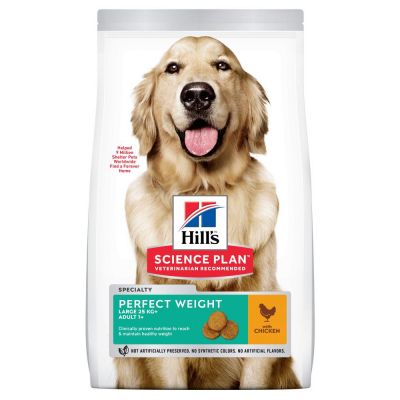 Helped
9 Million
Shelter Pets
Worldwide
Find a Forever
Home
Hill's
SCIENCE PLAN™
VETERINARIAN RECOMMENDED
SPECIALTY
PERFECT WEIGHT
LARGE 25 KG+
ADULT 1+
Clinically proven nutrition to reach
& maintain healthy weight
with
CHICKEN
NOT ARTIFICIALLY PRESERVED. NO SYNTHETIC COLORS. NO ARTIFICIAL FLAVORS.